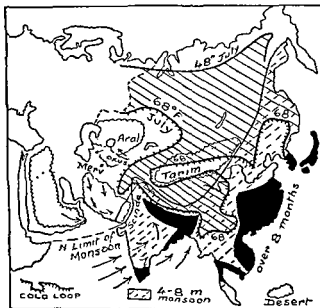 48° July
68°F
July
68
Aral
Oxus
Merv
68
Tarim
Indus
N Limit of
Monsoon
68
over 8 months
COLD LOOP
4-8 m
monsoon
Desert